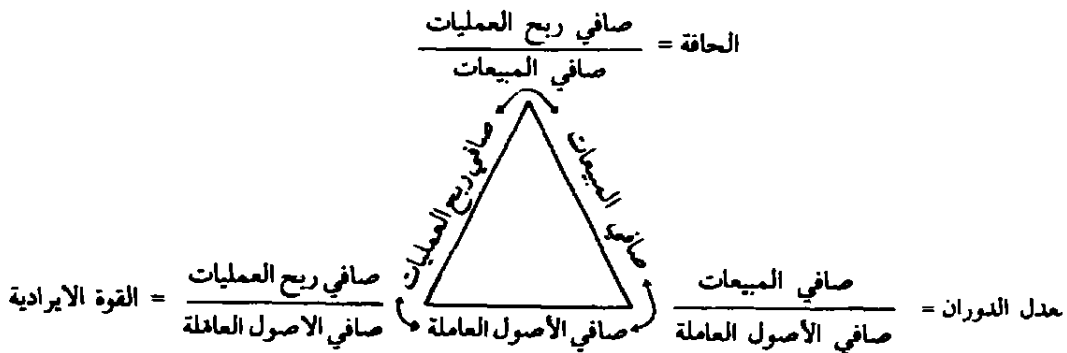 الحافة = صافي ربح العمليات
صافي المبيعات
صافي ربح العمليات
صافي المبيعات
صافي الأصول العاملة
معدل الدوران = صافي المبيعات
صافي الأصول العاملة
القوة الايرادية = صافي ربح العمليات
صافي الاصول العاملة